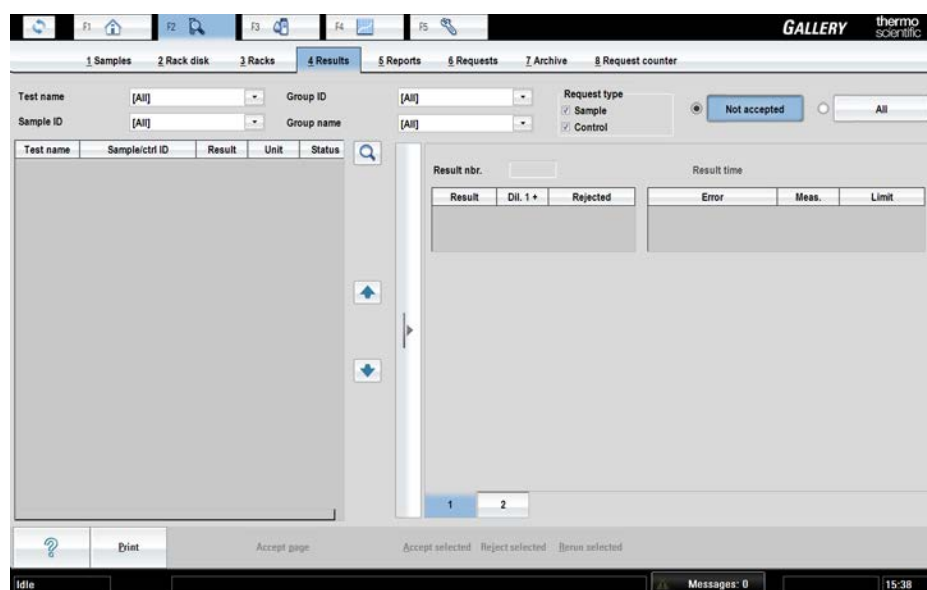 F1 F2 F3 F4 F5 GALLERY thermo scientific
1 Samples 2 Rack disk 3 Racks 4 Results 5 Reports 6 Requests 7 Archive 8 Request counter
Test name [All] Group ID [All] Request type
Sample
Not accepted All
Sample ID [All] Group name [All] Control
Test name Sample/ctrl ID Result Unit Status
Result nbr. Result time
Result Dil. 1 + Rejected Error Meas. Limit
1 2
Print Accept page Accept selected Reject selected Rerun selected
Idle Messages: 0 15:38